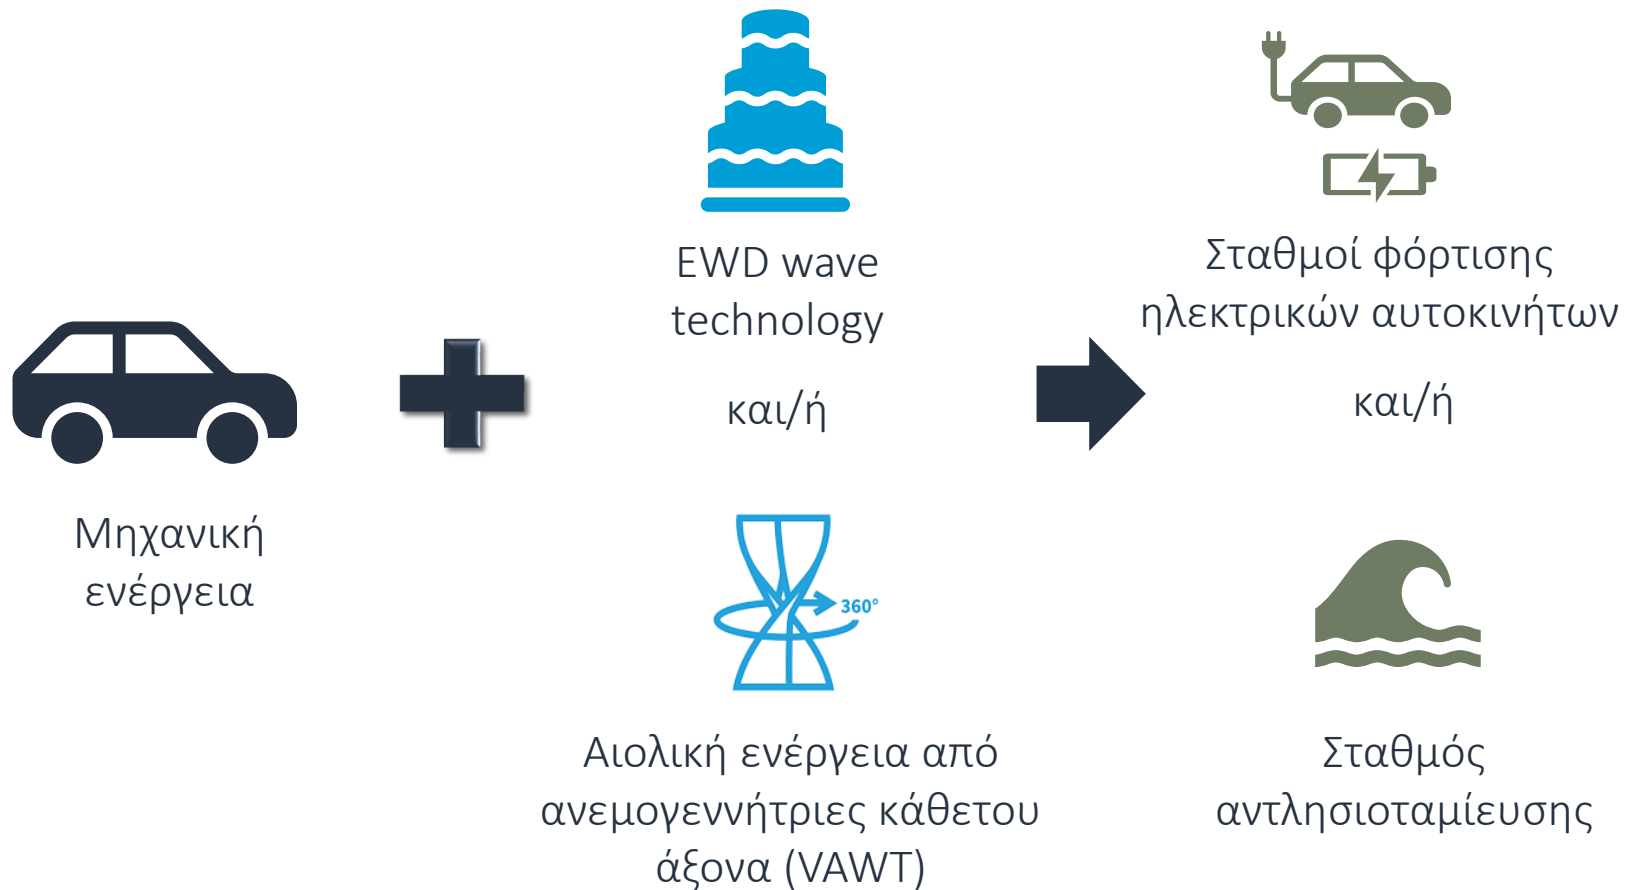 Μηχανική
ενέργεια
EWD wave
technology
και/ή
360°
Αιολική ενέργεια από
ανεμογεννήτριες κάθετου
άξονα (VAWT)
Σταθμοί φόρτισης
ηλεκτρικών αυτοκινήτων
και/ή
Σταθμός
αντλησιοταμίευσης